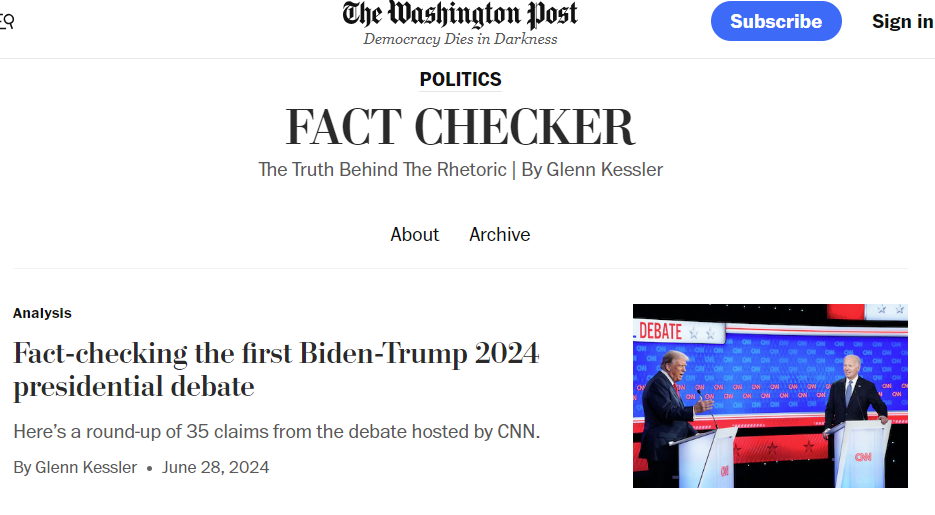 The Washington Post
Democracy Dies in Darkness
Subscribe
Sign in
POLITICS
FACT CHECKER
The Truth Behind The Rhetoric | By Glenn Kessler
About
Archive
Analysis
Fact-checking the first Biden-Trump 2024
presidential debate
Here’s a round-up of 35 claims from the debate hosted by CNN.
By Glenn Kessler • June 28, 2024
DEBATE
CNN
CNN